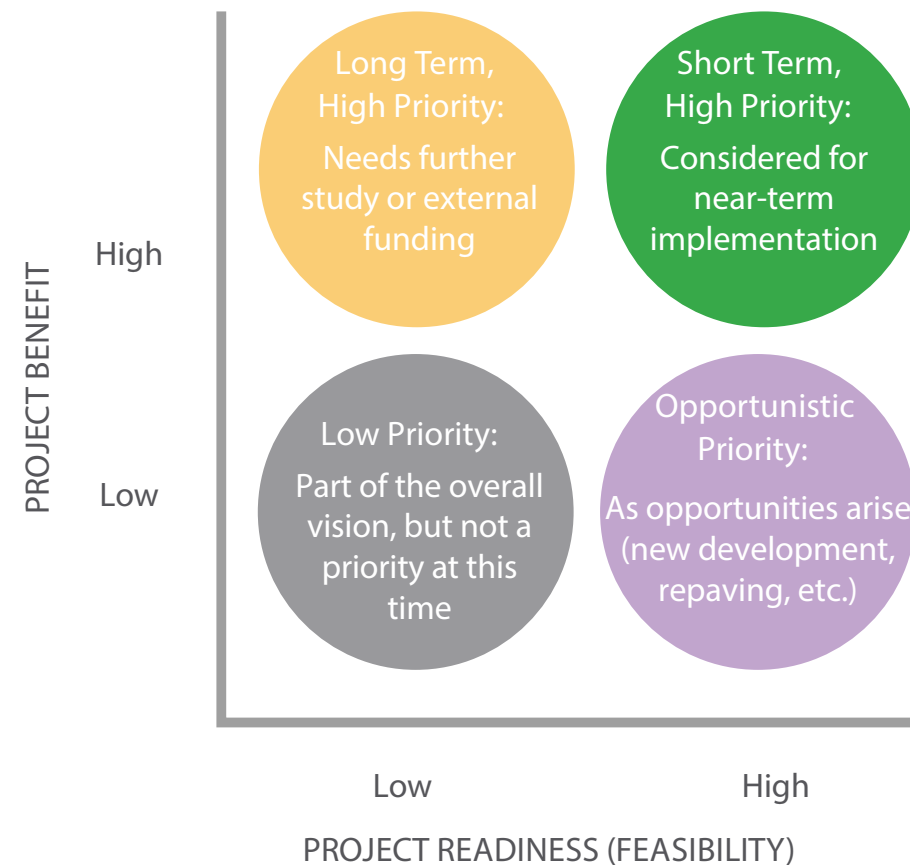 Long Term,
High Priority:
Needs further
study or external
funding
Short Term,
High Priority:
Considered for
near-term
implementation
PROJECT BENEFIT
High
Low
Low Priority:
Part of the overall
vision, but not a
priority at this
time
Opportunistic
Priority:
As opportunities arise
(new development,
repaving, etc.)
Low
High
PROJECT READINESS (FEASIBILITY)